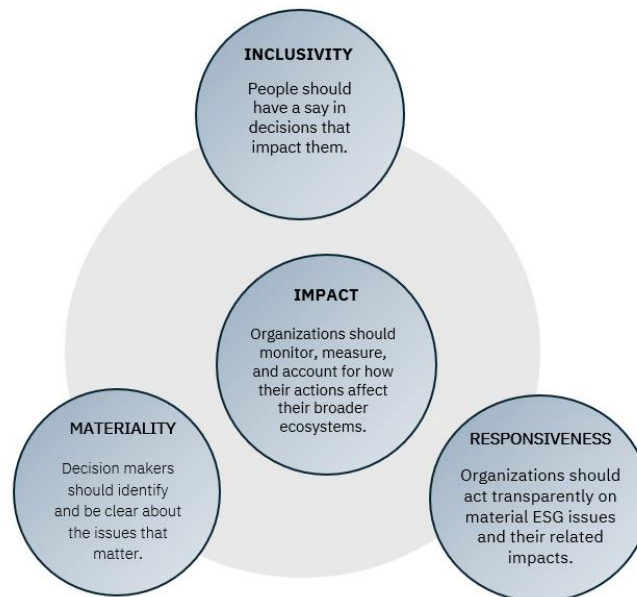 INCLUSIVITY
People should
have a say in
decisions that
impact them.
IMPACT
Organizations should
monitor, measure,
and account for how
their actions affect
their broader
ecosystems.
MATERIALITY
Decision makers
should identify
and be clear about
the issues that
matter.
RESPONSIVENESS
Organizations should
act transparently on
material ESG issues
and their related
impacts.